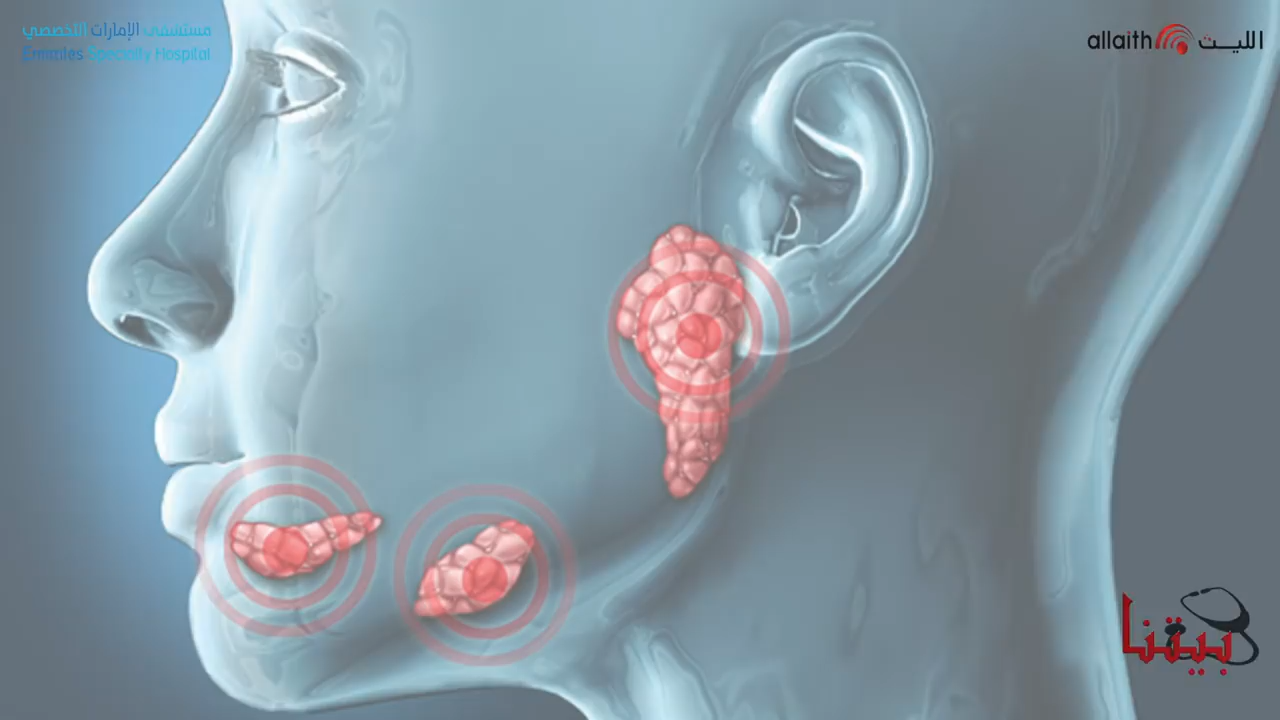 مستشفى الإمارات التخصصي
Emirates Specialty Hospital
allaith الليث
بيتنا